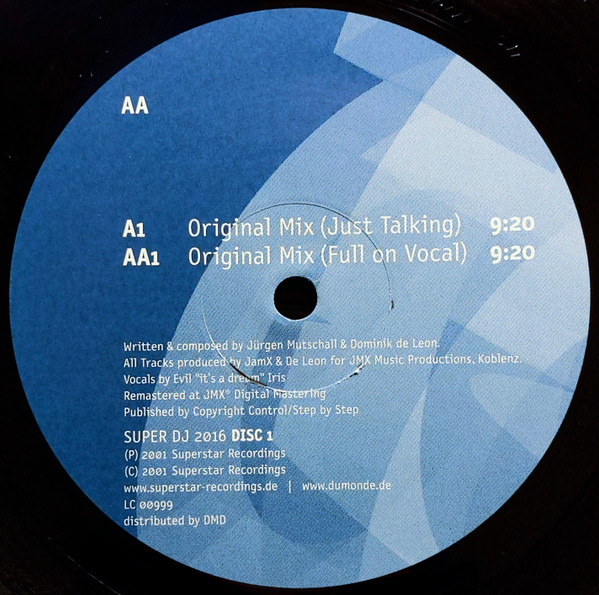 AA
A1 Original Mix (Just Talking) 9:20
AA1 Original Mix (Full on Vocal) 9:20
Written & composed by Jürgen Mutschall & Dominik de Leon.
All Tracks produced by JamX & De Leon for JMX Music Productions, Koblenz.
Vocals by Evil "it's a dream" Iris
Remastered at JMX® Digital Mastering
Published by Copyright Control/Step by Step
SUPER DJ 2016 DISC 1
(P) 2001 Superstar Recordings
(C) 2001 Superstar Recordings
www.superstar-recordings.de | www.dumonde.de
LC 00999
distributed by DMD